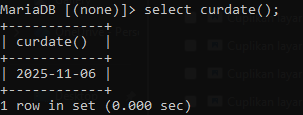 MariaDB [(none)]> select curdate();
+------------+
| curdate()  |
+------------+
| 2025-11-06 |
+------------+
1 row in set (0.000 sec)